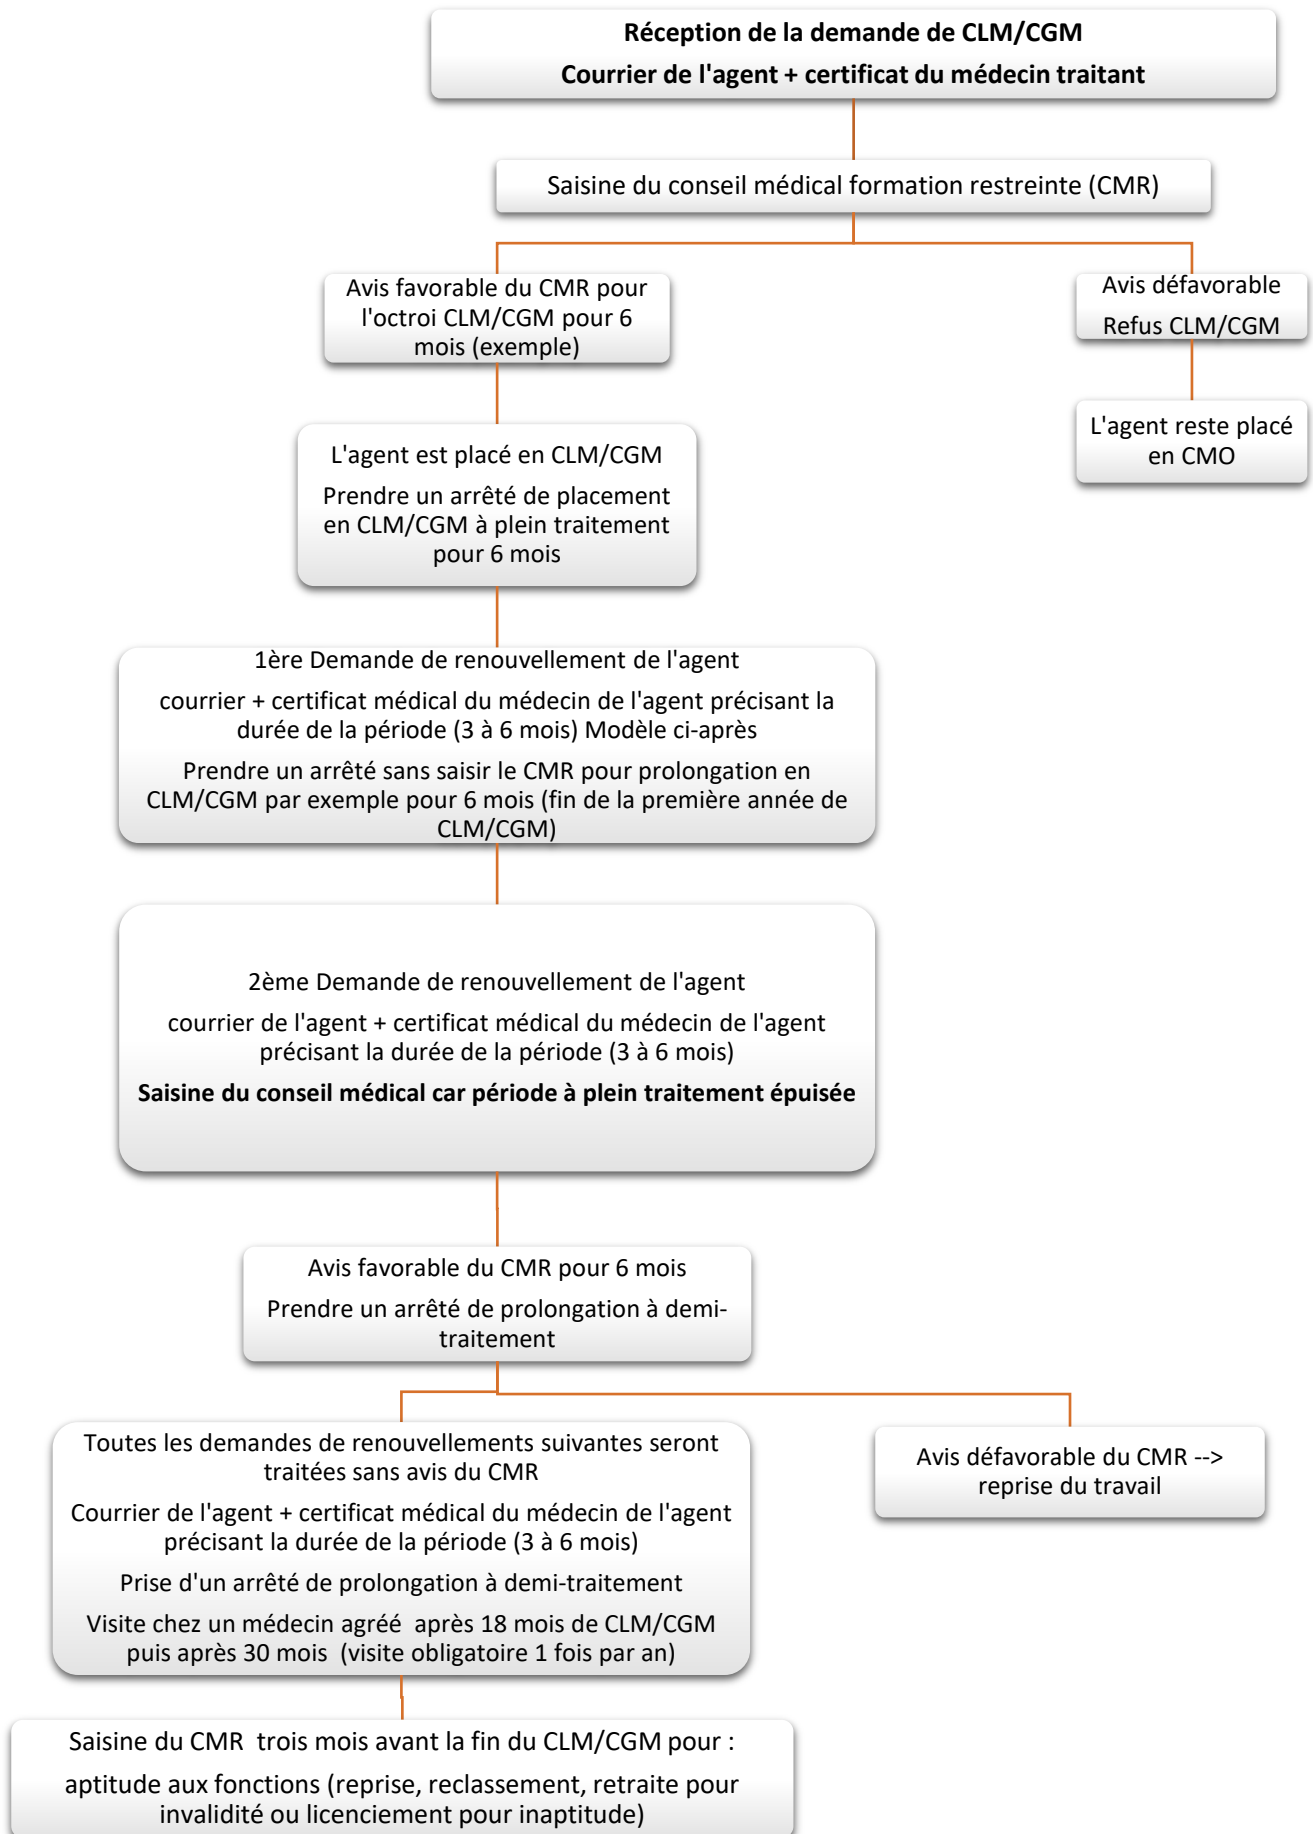 Réception de la demande de CLM/CGM
Courrier de l'agent + certificat du médecin traitant
Saisine du conseil médical formation restreinte (CMR)
Avis favorable du CMR pour
l'octroi CLM/CGM pour 6
mois (exemple)
Avis défavorable
Refus CLM/CGM
L'agent est placé en CLM/CGM
Prendre un arrêté de placement
en CLM/CGM à plein traitement
pour 6 mois
L'agent reste placé
en CMO
1ère Demande de renouvellement de l'agent
courrier + certificat médical du médecin de l'agent précisant la
durée de la période (3 à 6 mois) Modèle ci-après
Prendre un arrêté sans saisir le CMR pour prolongation en
CLM/CGM par exemple pour 6 mois (fin de la première année de
CLM/CGM)
2ème Demande de renouvellement de l'agent
courrier de l'agent + certificat médical du médecin de l'agent
précisant la durée de la période (3 à 6 mois)
Saisine du conseil médical car période à plein traitement épuisée
Avis favorable du CMR pour 6 mois
Prendre un arrêté de prolongation à demi-
traitement
Toutes les demandes de renouvellements suivantes seront
traitées sans avis du CMR
Courrier de l'agent + certificat médical du médecin de l'agent
précisant la durée de la période (3 à 6 mois)
Prise d'un arrêté de prolongation à demi-traitement
Visite chez un médecin agréé après 18 mois de CLM/CGM
puis après 30 mois (visite obligatoire 1 fois par an)
Avis défavorable du CMR -->
reprise du travail
Saisine du CMR trois mois avant la fin du CLM/CGM pour :
aptitude aux fonctions (reprise, reclassement, retraite pour
invalidité ou licenciement pour inaptitude)